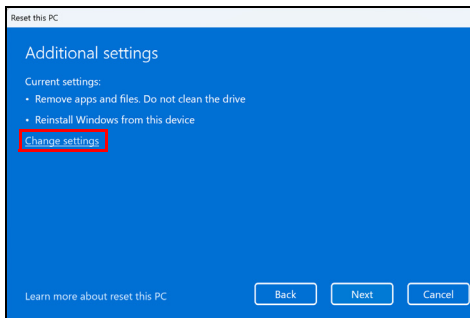 Reset this PC
Additional settings
Current settings:
• Remove apps and files. Do not clean the drive
• Reinstall Windows from this device
Change settings
Learn more about reset this PC
Back
Next
Cancel